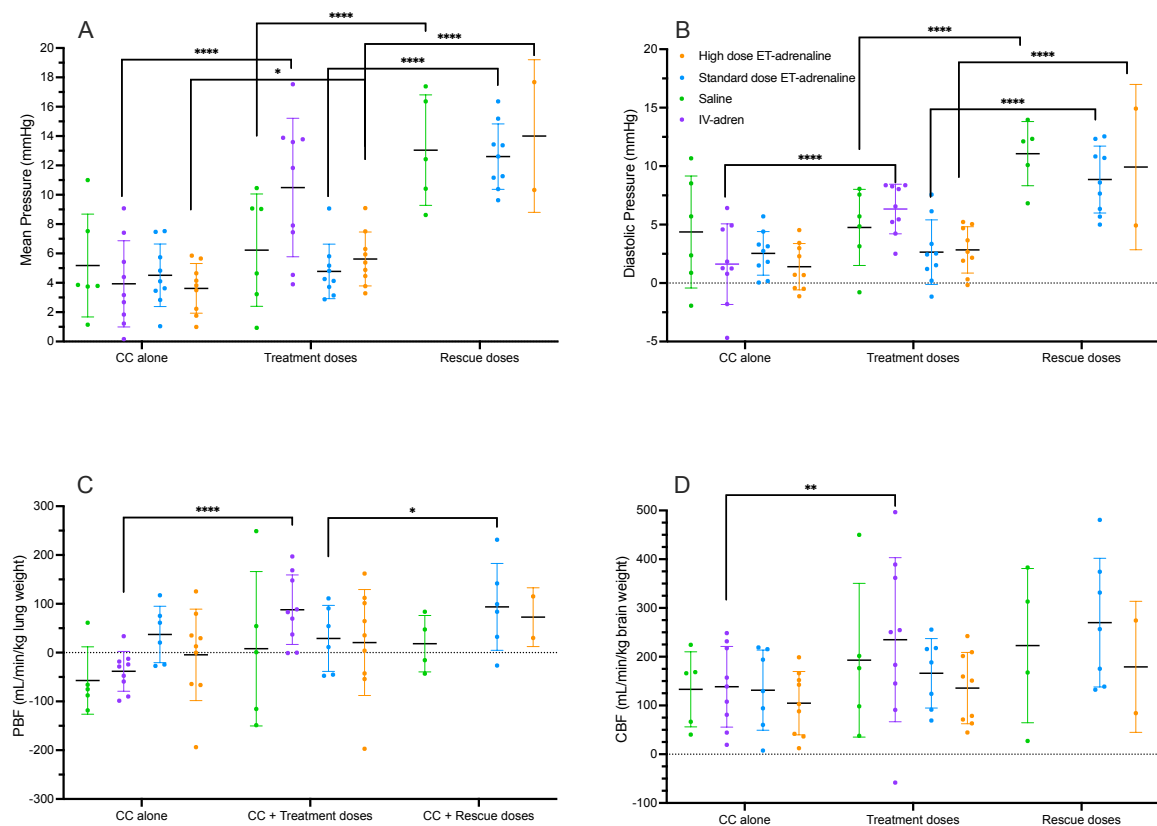 A
****
****
****
****
*
Mean Pressure (mmHg)
20
18
16
14
12
10
8
6
4
2
0
CC alone
Treatment doses
Rescue doses
B
****
****
****
****
High dose ET-adrenaline
Standard dose ET-adrenaline
Saline
IV-adren
Diastolic Pressure (mmHg)
20
15
10
5
0
-5
CC alone
Treatment doses
Rescue doses
C
****
*
PBF (mL/min/kg lung weight)
300
200
100
0
-100
-200
-300
CC alone
CC + Treatment doses
CC + Rescue doses
D
**
CBF (mL/min/kg brain weight)
500
400
300
200
100
0
-100
CC alone
Treatment doses
Rescue doses